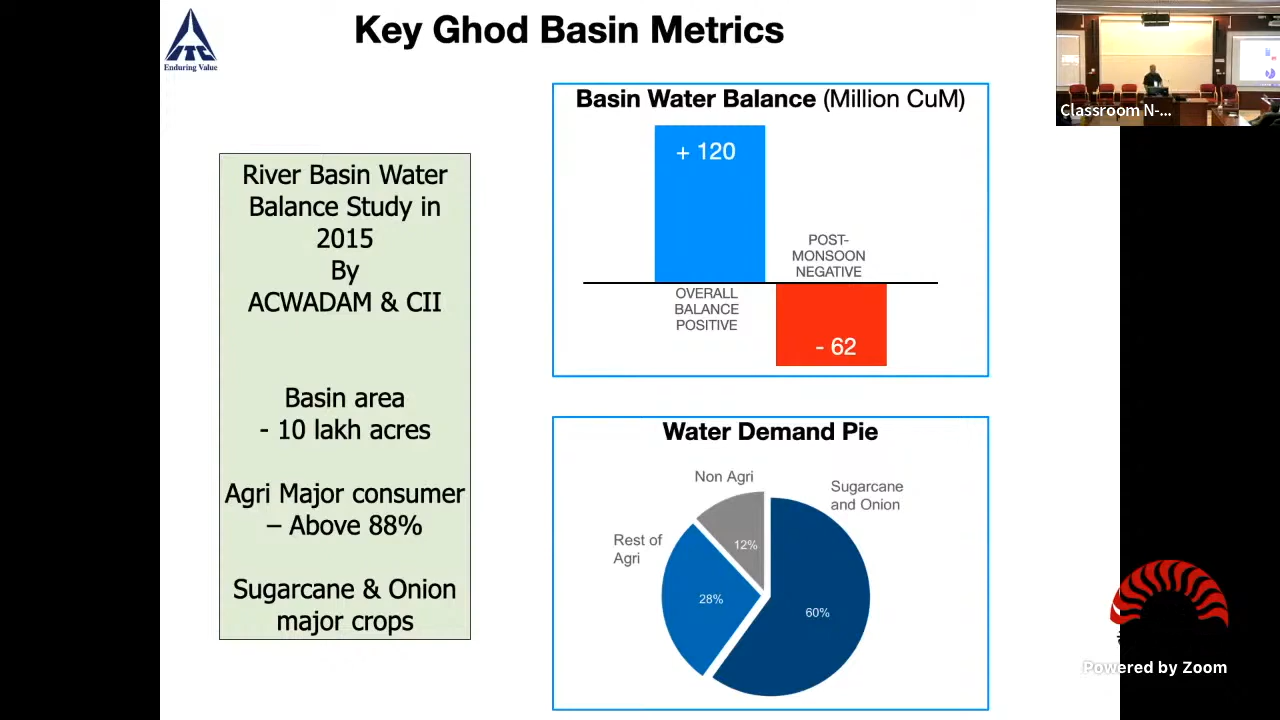 ITC
Enduring Value
Key Ghod Basin Metrics
Classroom N-...
River Basin Water
Balance Study in
2015
By
ACWADAM & CII
Basin area
- 10 lakh acres
Agri Major consumer
– Above 88%
Sugarcane & Onion
major crops
Basin Water Balance (Million CuM)
+ 120
POST-
MONSOON
NEGATIVE
OVERALL
BALANCE
POSITIVE
- 62
Water Demand Pie
Non Agri
Sugarcane
and Onion
Rest of
Agri
12%
28%
60%
Powered by Zoom